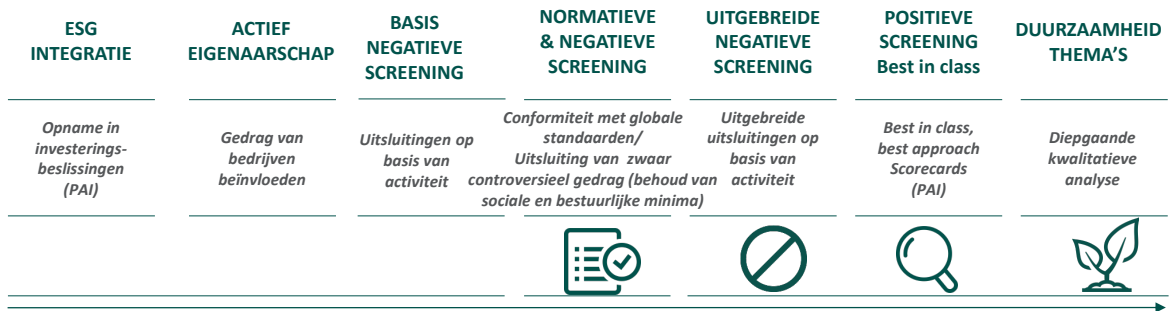 ESG
INTEGRATIE
ACTIEF
EIGENAARSCHAP
BASIS
NEGATIEVE
SCREENING
NORMATIEVE
& NEGATIEVE
SCREENING
UITGEBREIDE
NEGATIEVE
SCREENING
POSITIEVE
SCREENING
Best in class
DUURZAAMHEID
THEMA'S
Opname in
investerings-
beslissingen
(PAI)
Gedrag van
bedrijven
beïnvloeden
Uitsluitingen op
basis van
activiteit
Conformiteit met globale
standaarden/
Uitsluiting van zwaar
controversieel gedrag (behoud van
sociale en bestuurlijke minima)
Uitgebreide
uitsluitingen op
basis van
activiteit
Best in class,
best approach
Scorecards
(PAI)
Diepgaande
kwalitatieve
analyse